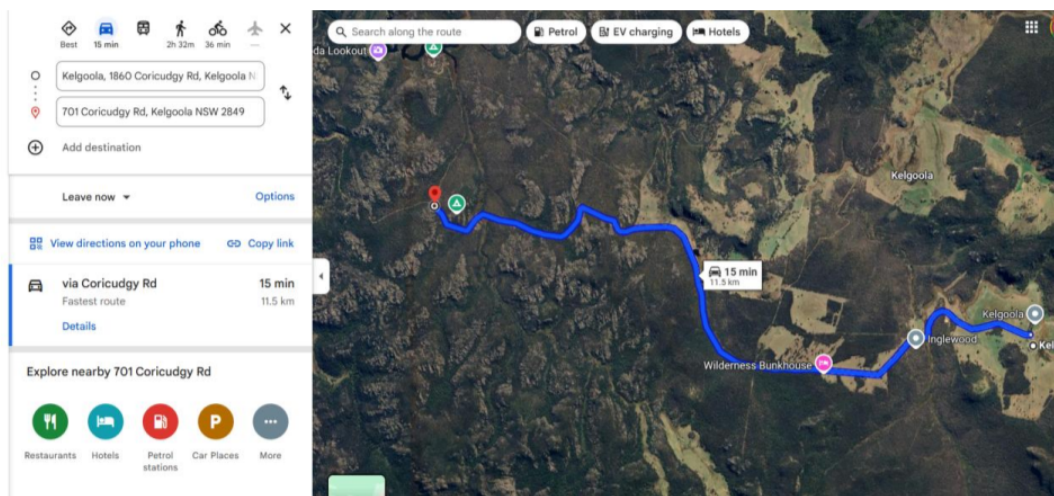 Best
15 min
2h 32m
36 min
—
Kelgoola, 1860 Coricudgy Rd, Kelgoola N
701 Coricudgy Rd, Kelgoola NSW 2849
Add destination
Leave now
Options
View directions on your phone
Copy link
via Coricudgy Rd
15 min
Fastest route
11.5 km
Details
Explore nearby 701 Coricudgy Rd
Restaurants
Hotels
Petrol
stations
P
Car Places
More
Search along the route
Petrol
EV charging
Hotels
da Lookout
Kelgoola
15 min
11.5 km
Kelgoola
Inglewood
Kel
Wilderness Bunkhouse